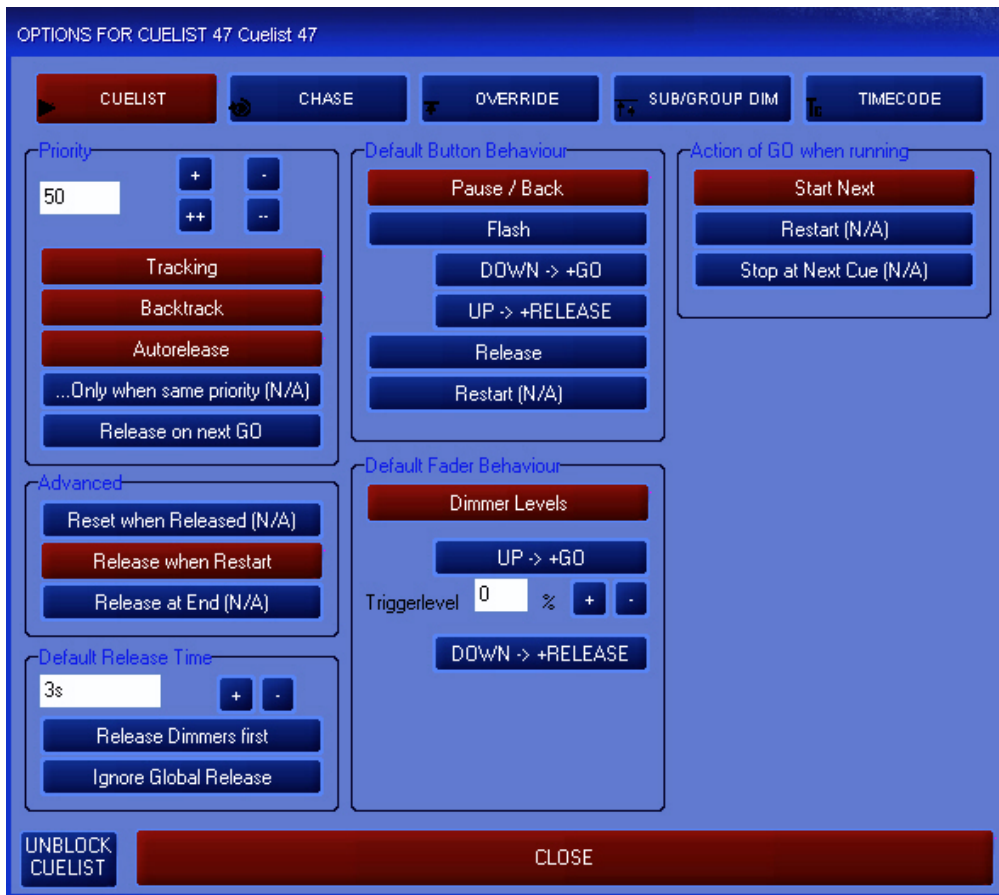 OPTIONS FOR CUELIST 47 Cuelist 47
CUELIST
CHASE
OVERRIDE
SUB/GROUP DIM
TIMECODE
Priority
50
+
-
++
--
Tracking
Backtrack
Autorelease
...Only when same priority (N/A)
Release on next GO
Advanced
Reset when Released (N/A)
Release when Restart
Release at End (N/A)
Default Release Time
3s
+
-
Release Dimmers first
Ignore Global Release
Default Button Behaviour
Pause / Back
Flash
DOWN -> +GO
UP -> +RELEASE
Release
Restart (N/A)
Default Fader Behaviour
Dimmer Levels
UP -> +GO
Triggerlevel 0 % + -
DOWN -> +RELEASE
Action of GO when running
Start Next
Restart (N/A)
Stop at Next Cue (N/A)
UNBLOCK
CUELIST
CLOSE